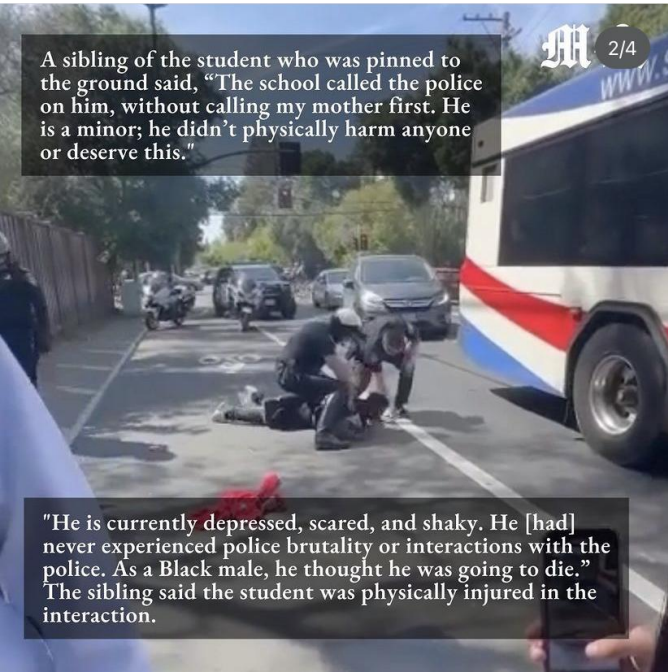 M
2/4
A sibling of the student who was pinned to
the ground said, “The school called the police
on him, without calling my mother first. He
is a minor; he didn’t physically harm anyone
or deserve this."
www.
"He is currently depressed, scared, and shaky. He [had]
never experienced police brutality or interactions with the
police. As a Black male, he thought he was going to die.”
The sibling said the student was physically injured in the
interaction.